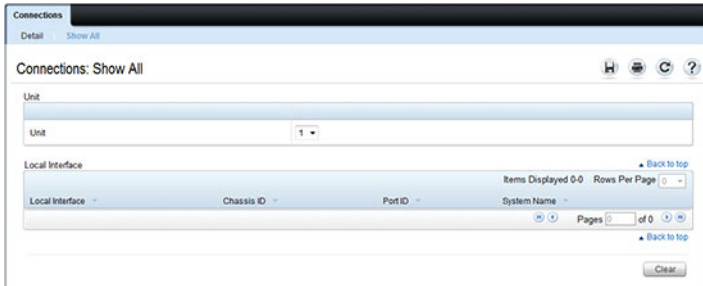 Connections
Detail Show All
Connections: Show All
Unit
Unit 1
Local Interface Back to top
Items Displayed 0-0 Rows Per Page 0
Local Interface Chassis ID Port ID System Name
Pages 0 of 0
Back to top
Clear